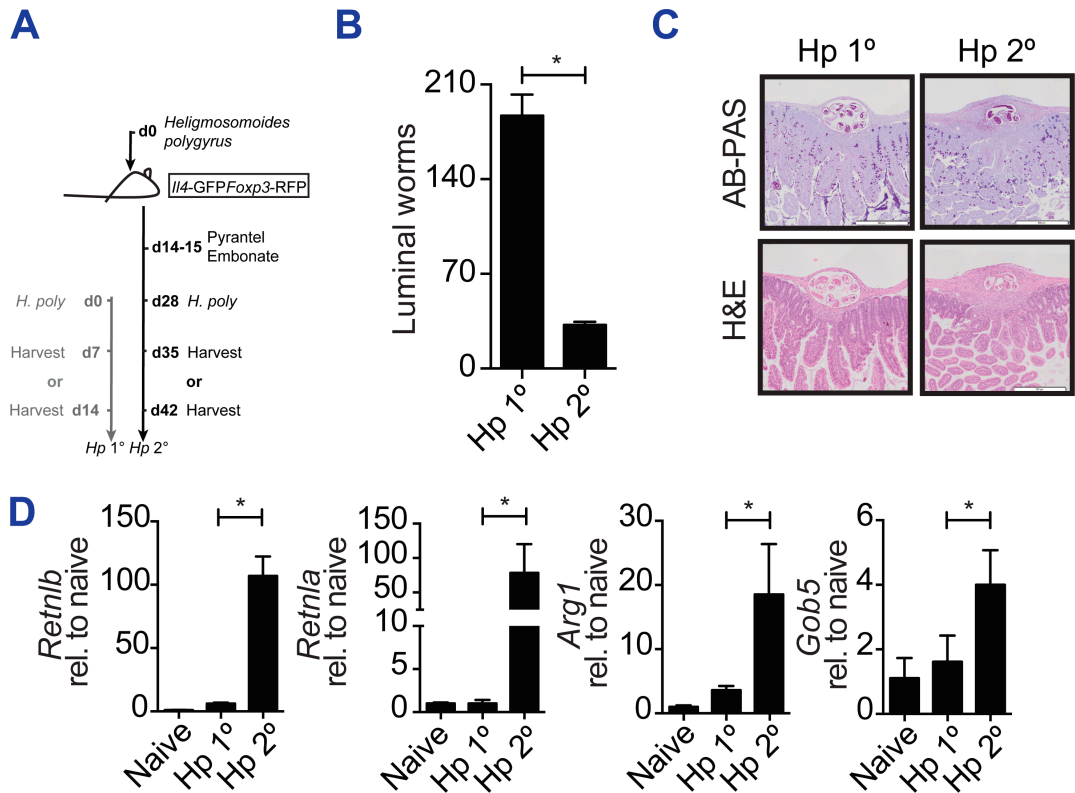 A
d0 Heligmosomoides
polygyrus
Il4-GFPFoxp3-RFP
d14-15 Pyrantel
Embonate
H. poly d0 d28 H. poly
Harvest d7 d35 Harvest
or or
Harvest d14 d42 Harvest
Hp 1° Hp 2°
B
Luminal worms
210
140
70
0
*
Hp 1º
Hp 2º
C
Hp 1º Hp 2º
AB-PAS
H&E
D
Retnlb
rel. to naive
150
100
50
0
*
Naive
Hp 1º
Hp 2º
Retnla
rel. to naive
150
100
50
10
5
0
*
Naive
Hp 1º
Hp 2º
Arg1
rel. to naive
30
20
10
0
*
Naive
Hp 1º
Hp 2º
Gob5
rel. to naive
6
4
2
0
*
Naive
Hp 1º
Hp 2º